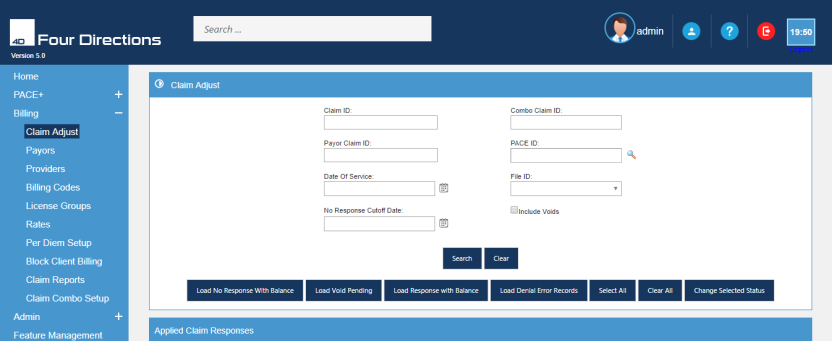 4D Four Directions
Version 5.0
Search ...
admin
?
19:50
Home
PACE+ +
Billing −
Claim Adjust
Payors
Providers
Billing Codes
License Groups
Rates
Per Diem Setup
Block Client Billing
Claim Reports
Claim Combo Setup
Admin +
Feature Management
Claim Adjust
Claim ID: Combo Claim ID:
Payor Claim ID: PACE ID:
Date Of Service: File ID:
No Response Cutoff Date: Include Voids
Search Clear
Load No Response With Balance Load Void Pending Load Response with Balance Load Denial Error Records Select All Clear All Change Selected Status
Applied Claim Responses